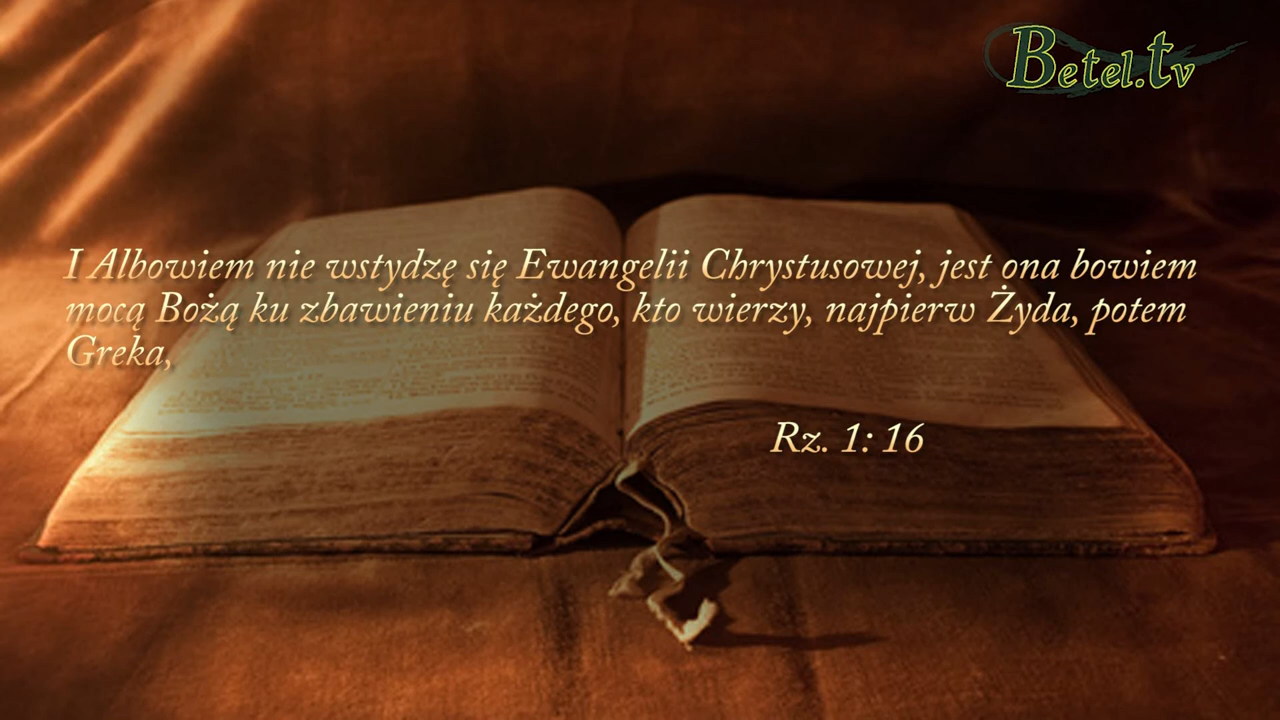 Betel.tv
I Albowiem nie wstydzę się Ewangelii Chrystusowej, jest ona bowiem
mocą Bożą ku zbawieniu każdego, kto wierzy, najpierw Żyda, potem
Greka,
Rz. 1: 16